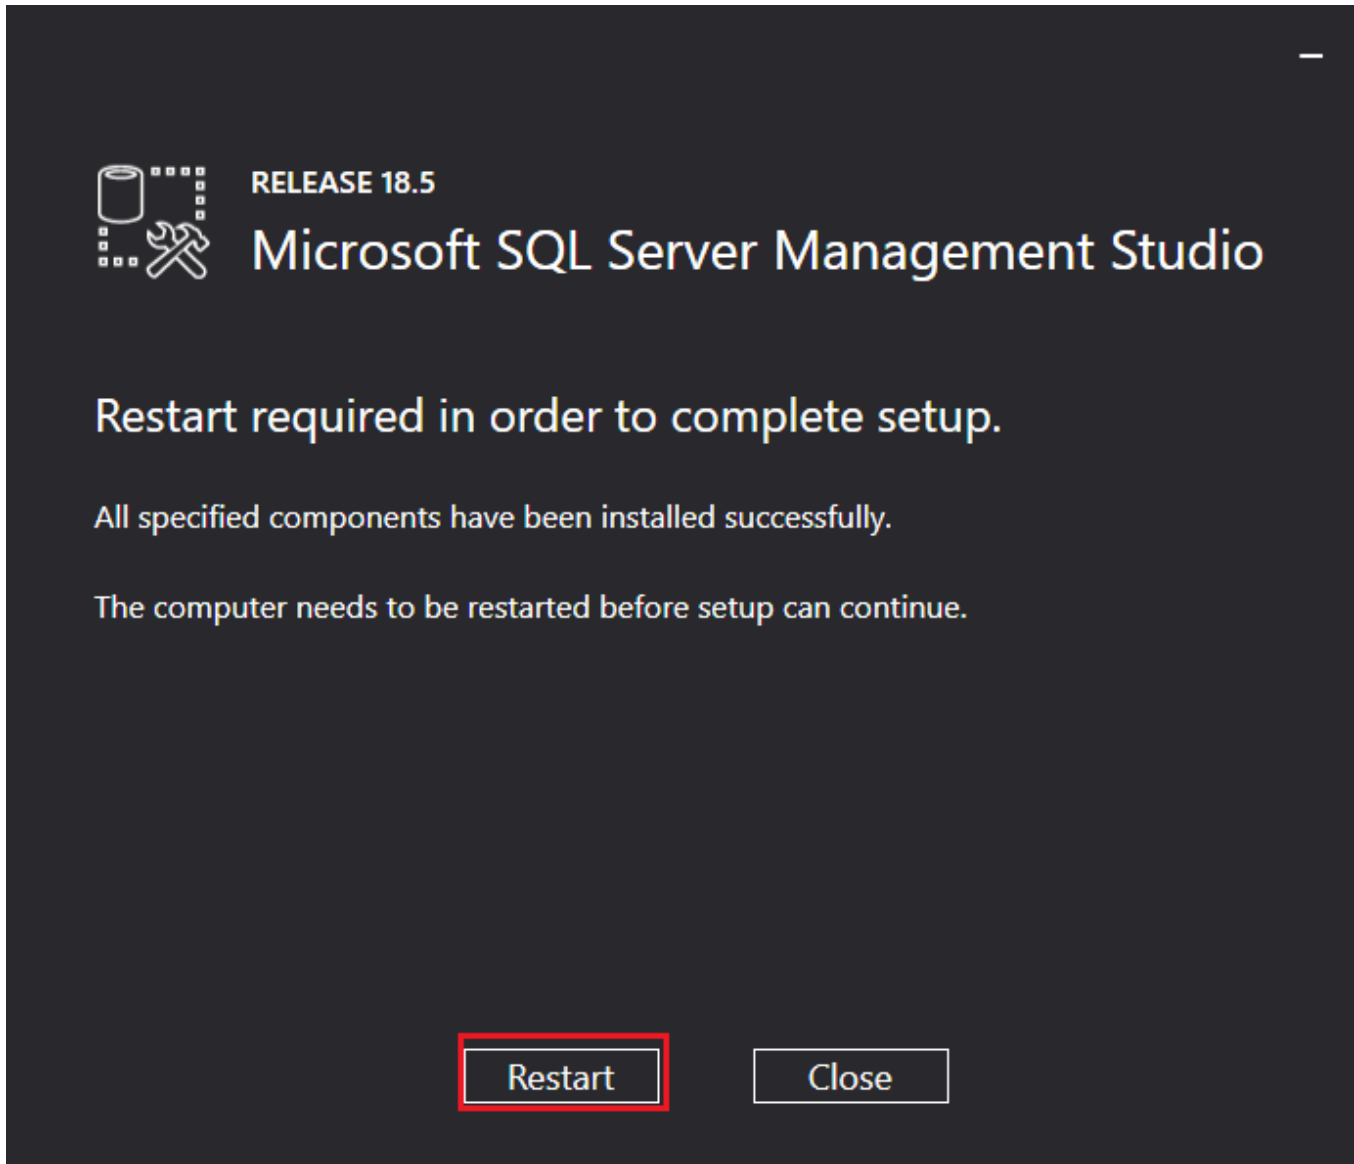 RELEASE 18.5
Microsoft SQL Server Management Studio
Restart required in order to complete setup.
All specified components have been installed successfully.
The computer needs to be restarted before setup can continue.
Restart
Close